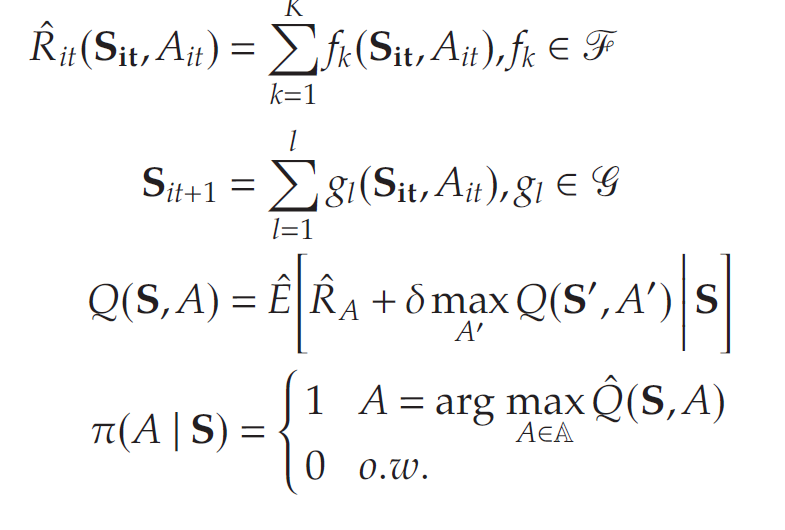 R̂_{it}(𝐒_{𝐢𝐭}, A_{it}) = ∑_{k=1}^{K} f_k(𝐒_{𝐢𝐭}, A_{it}), f_k ∈ ℱ
𝐒_{it+1} = ∑_{l=1}^{l} g_l(𝐒_{𝐢𝐭}, A_{it}), g_l ∈ 𝒢
Q(𝐒, A) = Ê[R̂_A + δ max_{A′} Q(𝐒′, A′) | 𝐒]
π(A | 𝐒) = { 1 A = arg max_{A∈𝔸} Q̂(𝐒, A)
0 o.w.